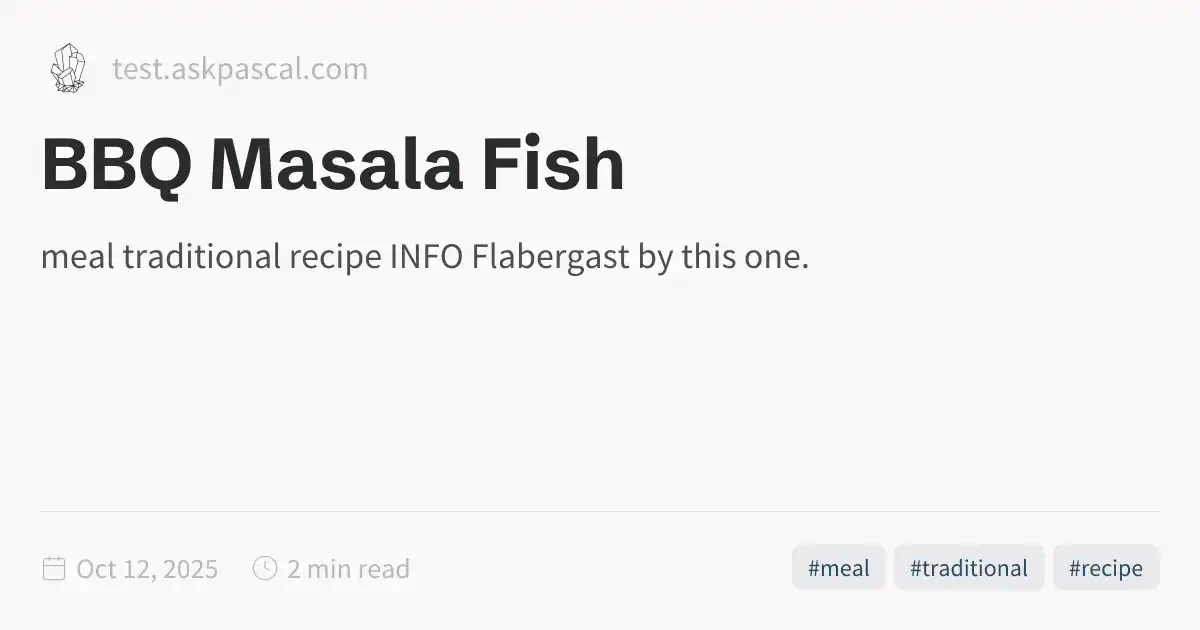 test.askpascal.com
BBQ Masala Fish
meal traditional recipe INFO Flabergast by this one.
Oct 12, 2025 2 min read #meal #traditional #recipe